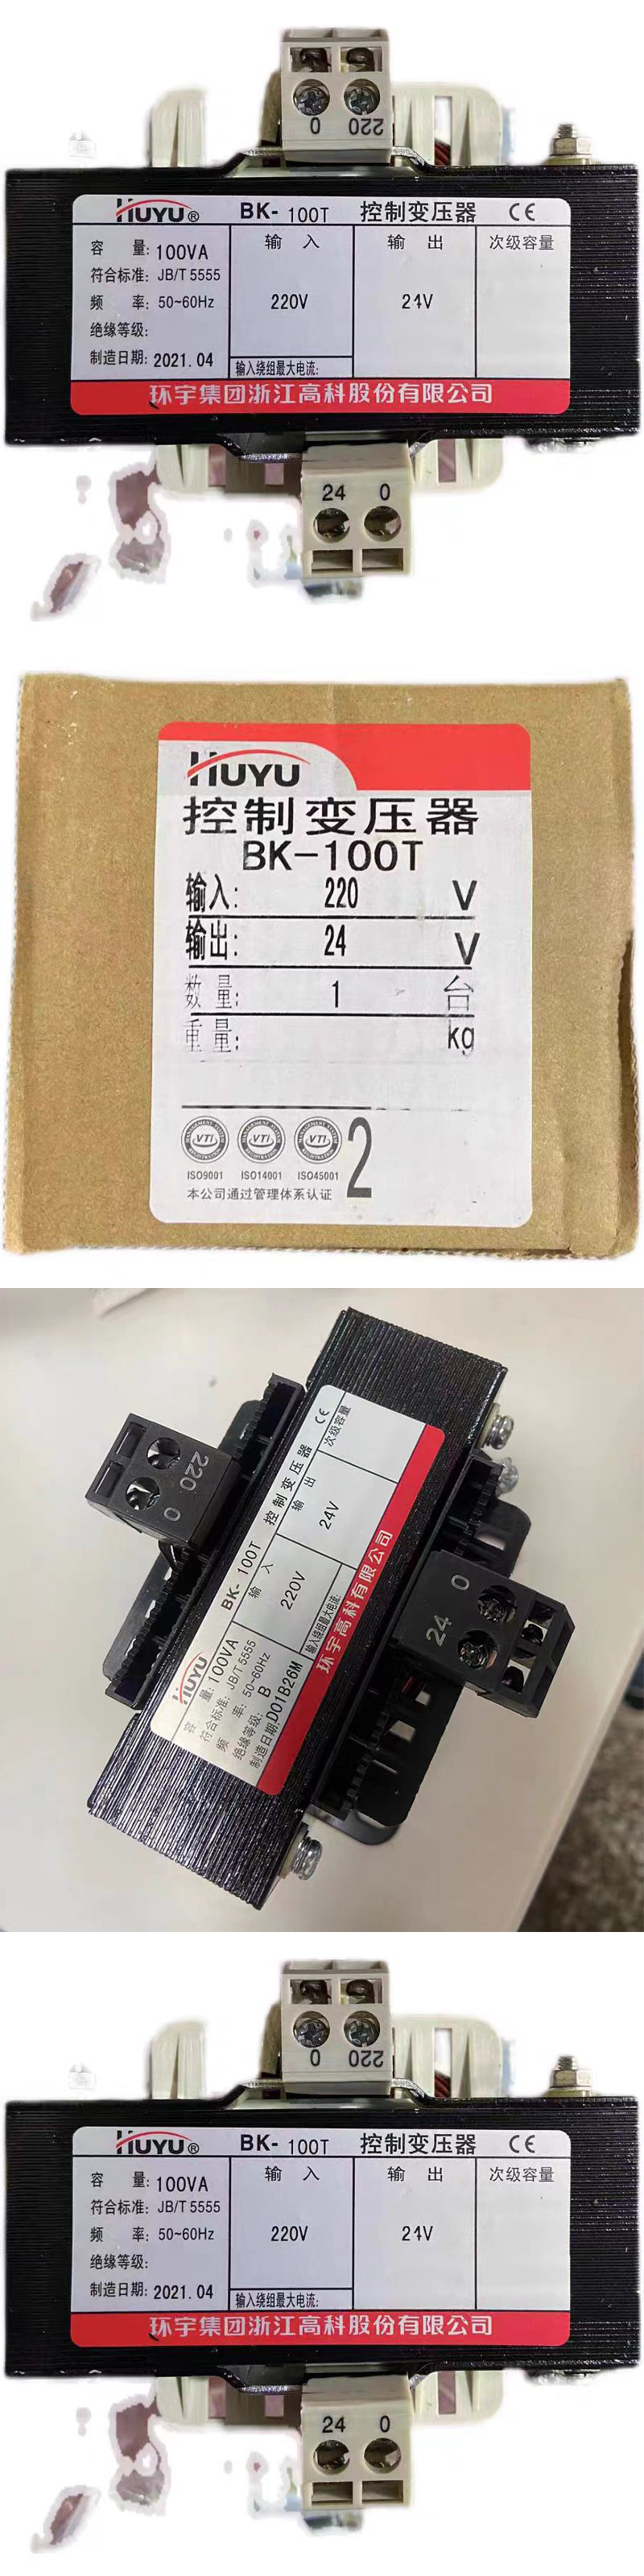 0 220
HUYU® BK- 100T 控制变压器 CE
容 量: 100VA
符合标准: JB/T 5555
频 率: 50~60Hz
绝缘等级:
制造日期: 2021.04
输 入
220V
输入绕组最大电流:
输 出
24V
次级容量
环宇集团浙江高科股份有限公司
24 0
HUYU
控制变压器
BK-100T
输入: 220 V
输出: 24 V
数 量: 1 台
重 量: kg
VTI VTI VTI
ISO9001 ISO14001 ISO45001
2
本公司通过管理体系认证
220 0
HUYU BK- 100T 控制变压器 CE
容 量: 100VA
符合标准: JB/T 5555
频 率: 50~60Hz
绝缘等级: B
制造日期: D01B26M
输 入
220V
输入绕组最大电流:
输 出
24V
次级容量
环宇高科有限公司
24 0
0 220
HUYU® BK- 100T 控制变压器 CE
容 量: 100VA
符合标准: JB/T 5555
频 率: 50~60Hz
绝缘等级:
制造日期: 2021.04
输 入
220V
输入绕组最大电流:
输 出
24V
次级容量
环宇集团浙江高科股份有限公司
24 0